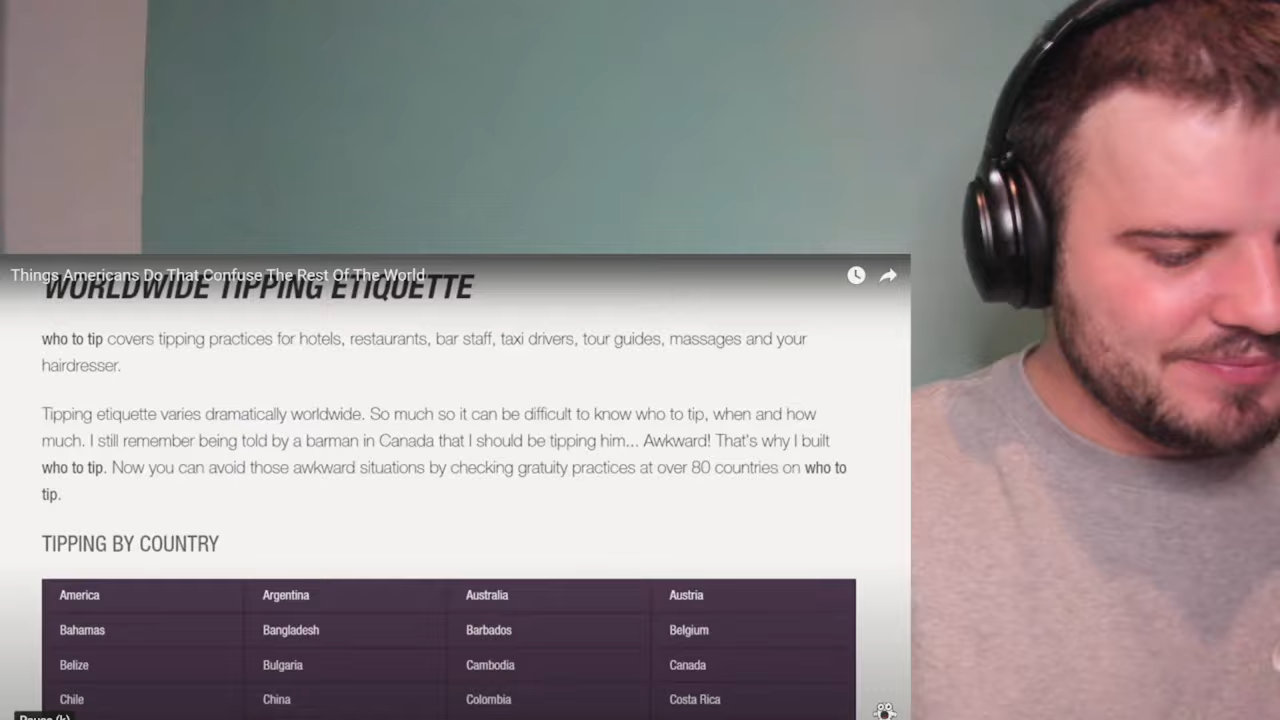 Things Americans Do That Confuse The Rest Of The World
WORLDWIDE TIPPING ETIQUETTE
who to tip covers tipping practices for hotels, restaurants, bar staff, taxi drivers, tour guides, massages and your
hairdresser.
Tipping etiquette varies dramatically worldwide. So much so it can be difficult to know who to tip, when and how
much. I still remember being told by a barman in Canada that I should be tipping him... Awkward! That's why I built
who to tip. Now you can avoid those awkward situations by checking gratuity practices at over 80 countries on who to
tip.
TIPPING BY COUNTRY
America Argentina Australia Austria
Bahamas Bangladesh Barbados Belgium
Belize Bulgaria Cambodia Canada
Chile China Colombia Costa Rica
Pause (k)